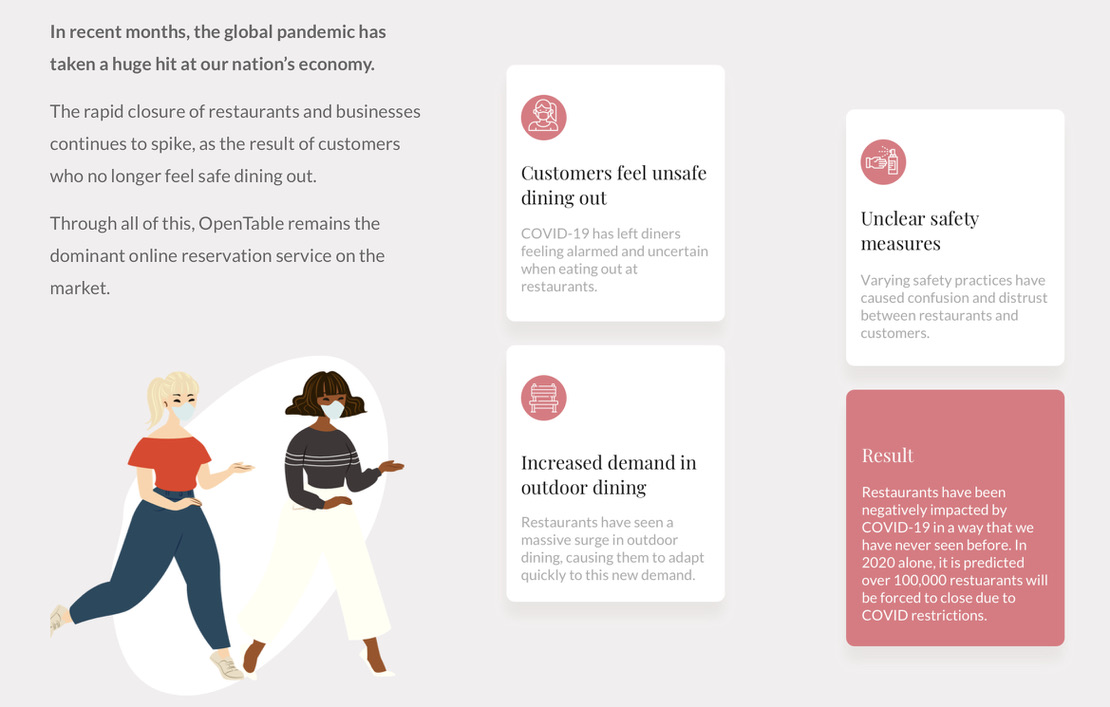 In recent months, the global pandemic has
taken a huge hit at our nation’s economy.
The rapid closure of restaurants and businesses
continues to spike, as the result of customers
who no longer feel safe dining out.
Through all of this, OpenTable remains the
dominant online reservation service on the
market.
Customers feel unsafe
dining out
COVID-19 has left diners
feeling alarmed and uncertain
when eating out at
restaurants.
Increased demand in
outdoor dining
Restaurants have seen a
massive surge in outdoor
dining, causing them to adapt
quickly to this new demand.
Unclear safety
measures
Varying safety practices have
caused confusion and distrust
between restaurants and
customers.
Result
Restaurants have been
negatively impacted by
COVID-19 in a way that we
have never seen before. In
2020 alone, it is predicted
over 100,000 restuarants will
be forced to close due to
COVID restrictions.